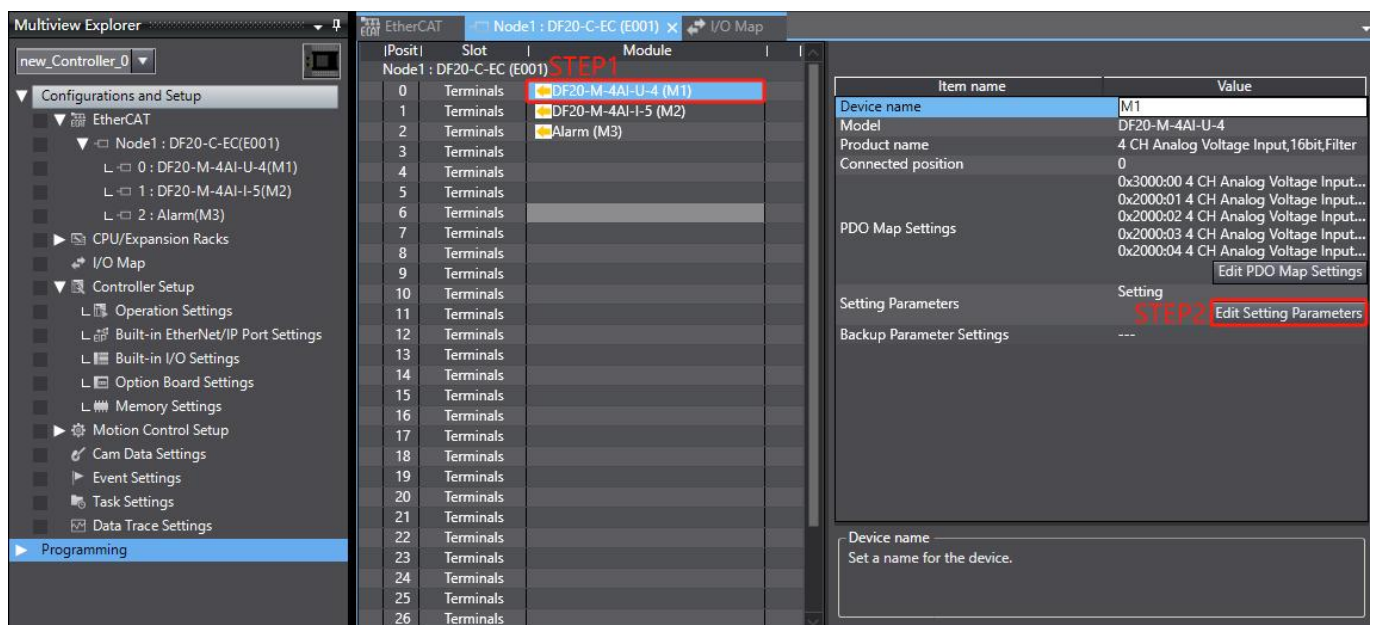 Multiview Explorer
new_Controller_0
Configurations and Setup
EtherCAT
Node1 : DF20-C-EC(E001)
0 : DF20-M-4AI-U-4(M1)
1 : DF20-M-4AI-I-5(M2)
2 : Alarm(M3)
CPU/Expansion Racks
I/O Map
Controller Setup
Operation Settings
Built-in EtherNet/IP Port Settings
Built-in I/O Settings
Option Board Settings
Memory Settings
Motion Control Setup
Cam Data Settings
Event Settings
Task Settings
Data Trace Settings
Programming
EtherCAT Node1 : DF20-C-EC (E001) I/O Map
|Posit| Slot | Module | |
Node1 : DF20-C-EC (E001) STEP1
0 Terminals DF20-M-4AI-U-4 (M1)
1 Terminals DF20-M-4AI-I-5 (M2)
2 Terminals Alarm (M3)
3 Terminals
4 Terminals
5 Terminals
6 Terminals
7 Terminals
8 Terminals
9 Terminals
10 Terminals
11 Terminals
12 Terminals
13 Terminals
14 Terminals
15 Terminals
16 Terminals
17 Terminals
18 Terminals
19 Terminals
20 Terminals
21 Terminals
22 Terminals
23 Terminals
24 Terminals
25 Terminals
26 Terminals
Item name Value
Device name M1
Model DF20-M-4AI-U-4
Product name 4 CH Analog Voltage Input,16bit,Filter
Connected position 0
PDO Map Settings
0x3000:00 4 CH Analog Voltage Input...
0x2000:01 4 CH Analog Voltage Input...
0x2000:02 4 CH Analog Voltage Input...
0x2000:03 4 CH Analog Voltage Input...
0x2000:04 4 CH Analog Voltage Input...
Edit PDO Map Settings
Setting Parameters Setting
STEP2 Edit Setting Parameters
Backup Parameter Settings ---
Device name
Set a name for the device.